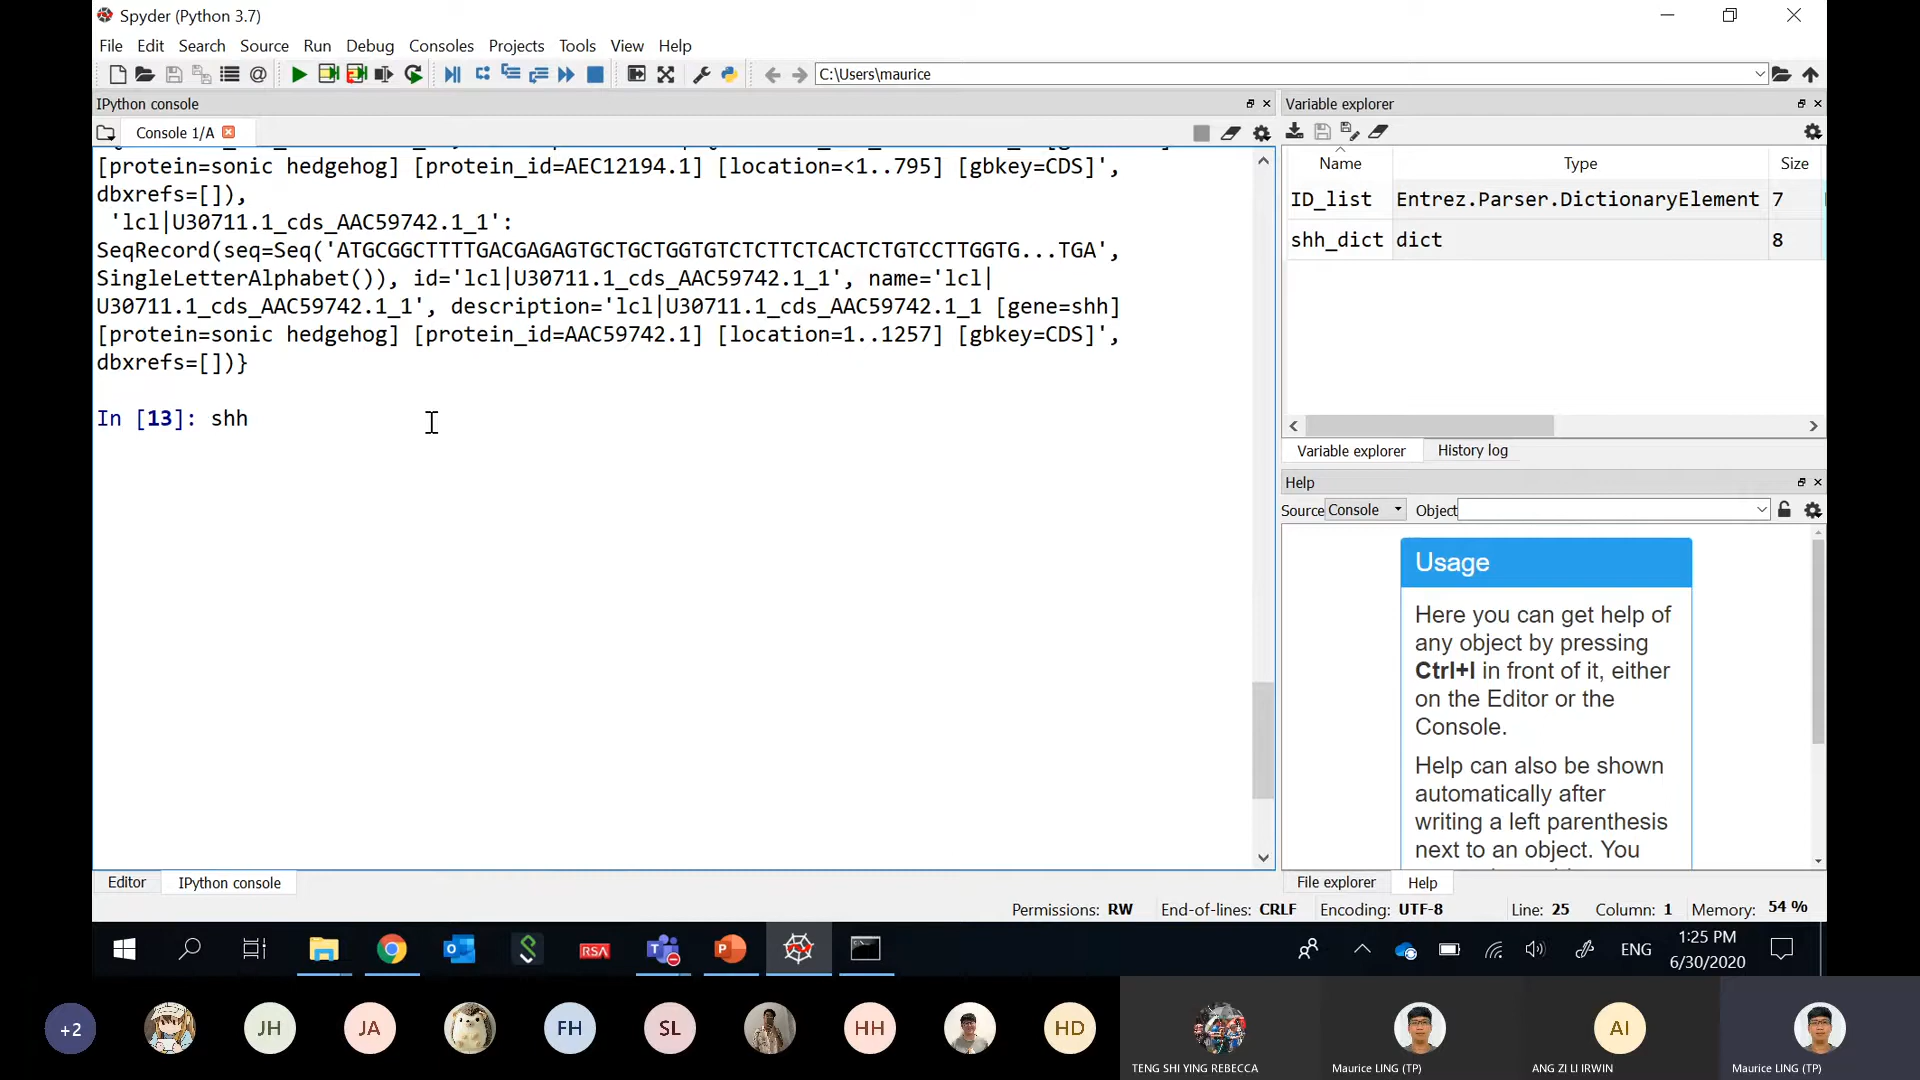 Spyder (Python 3.7)
File Edit Search Source Run Debug Consoles Projects Tools View Help
C:\Users\maurice
IPython console
Console 1/A
[protein=sonic hedgehog] [protein_id=AEC12194.1] [location=<1..795] [gbkey=CDS]',
dbxrefs=[]),
'lcl|U30711.1_cds_AAC59742.1_1':
SeqRecord(seq=Seq('ATGCGGCTTTTGACGAGAGTGCTGCTGGTGTCTCTTCTCACTCTGTCCTTGGTG...TGA',
SingleLetterAlphabet()), id='lcl|U30711.1_cds_AAC59742.1_1', name='lcl|
U30711.1_cds_AAC59742.1_1', description='lcl|U30711.1_cds_AAC59742.1_1 [gene=shh]
[protein=sonic hedgehog] [protein_id=AAC59742.1] [location=1..1257] [gbkey=CDS]',
dbxrefs=[])}
In [13]: shh
Editor IPython console
Variable explorer
Name Type Size
ID_list Entrez.Parser.DictionaryElement 7
shh_dict dict 8
Variable explorer History log
Help
Source Console Object
Usage
Here you can get help of
any object by pressing
Ctrl+I in front of it, either
on the Editor or the
Console.
Help can also be shown
automatically after
writing a left parenthesis
next to an object. You
File explorer Help
Permissions: RW End-of-lines: CRLF Encoding: UTF-8 Line: 25 Column: 1 Memory: 54 %
RSA
ENG
1:25 PM
6/30/2020
+2 JH JA FH SL HH HD AI
TENG SHI YING REBECCA Maurice LING (TP) ANG ZI LI IRWIN Maurice LING (TP)